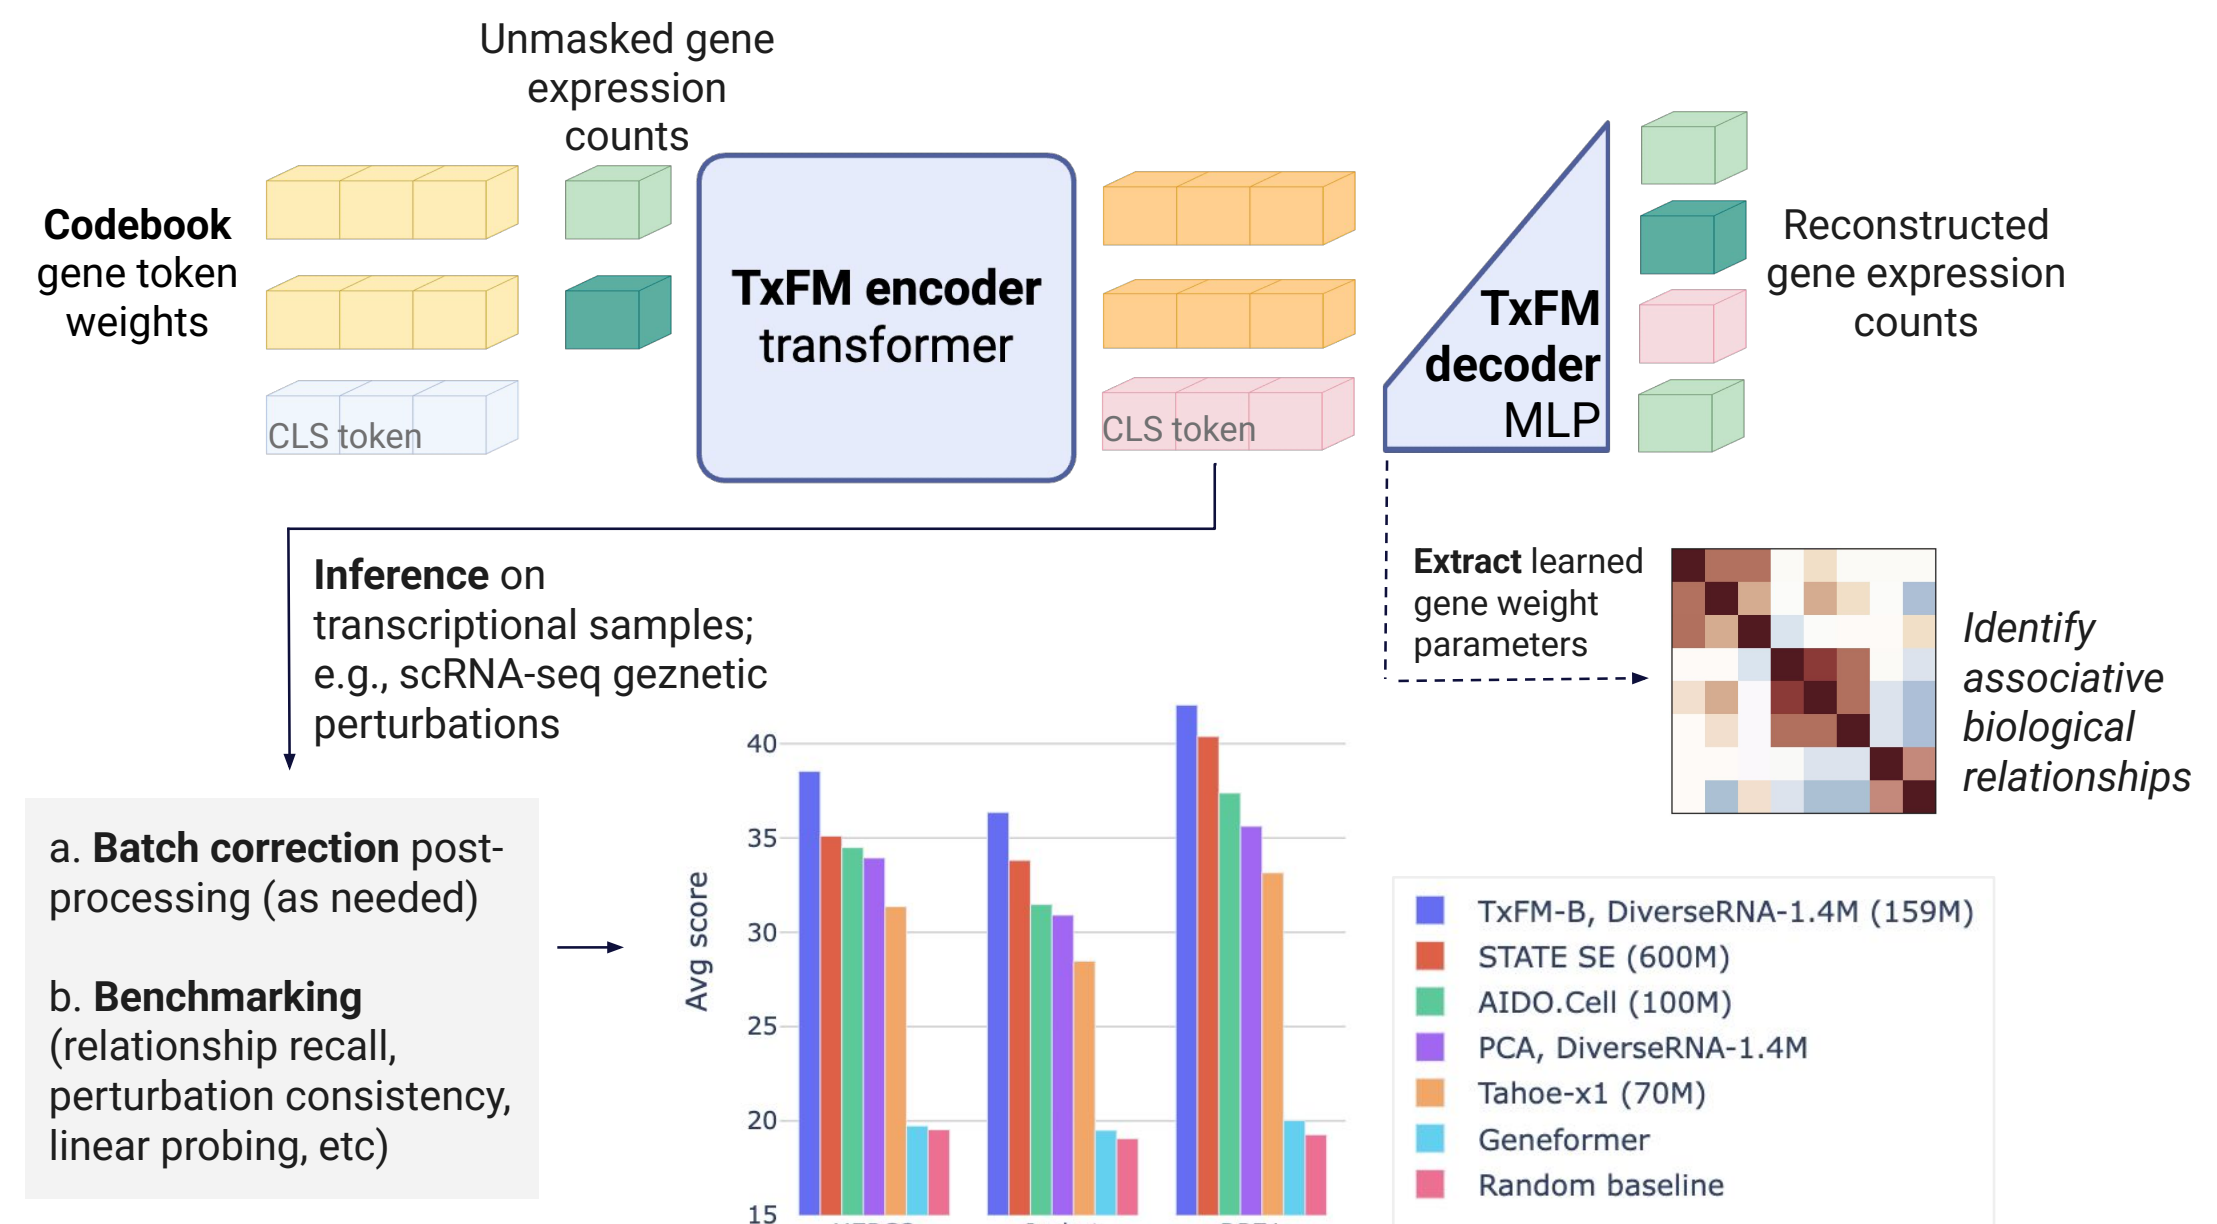 Unmasked gene
expression
counts
Codebook
gene token
weights
CLS token
TxFM encoder
transformer
CLS token
TxFM
decoder
MLP
Reconstructed
gene expression
counts
Inference on
transcriptional samples;
e.g., scRNA-seq geznetic
perturbations
Extract learned
gene weight
parameters
Identify
associative
biological
relationships
a. Batch correction post-
processing (as needed)
b. Benchmarking
(relationship recall,
perturbation consistency,
linear probing, etc)
Avg score
40
35
30
25
20
15
TxFM-B, DiverseRNA-1.4M (159M)
STATE SE (600M)
AIDO.Cell (100M)
PCA, DiverseRNA-1.4M
Tahoe-x1 (70M)
Geneformer
Random baseline